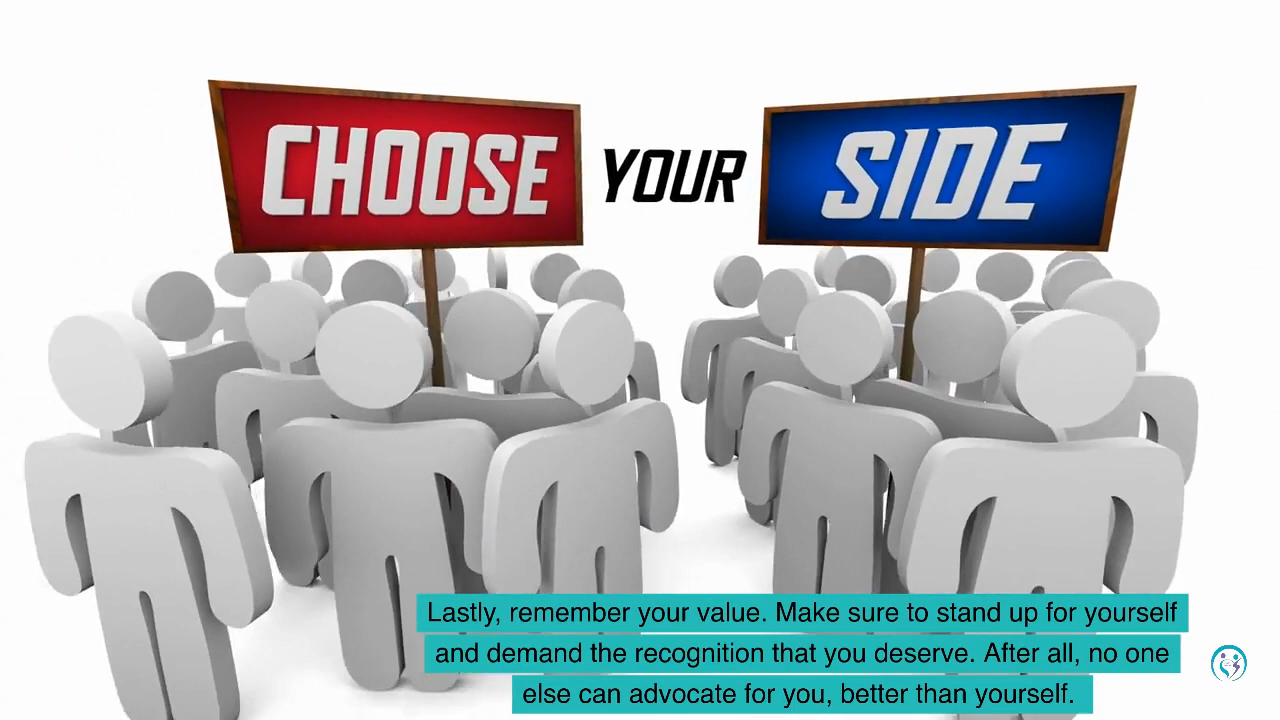 CHOOSE YOUR SIDE
Lastly, remember your value. Make sure to stand up for yourself
and demand the recognition that you deserve. After all, no one
else can advocate for you, better than yourself.